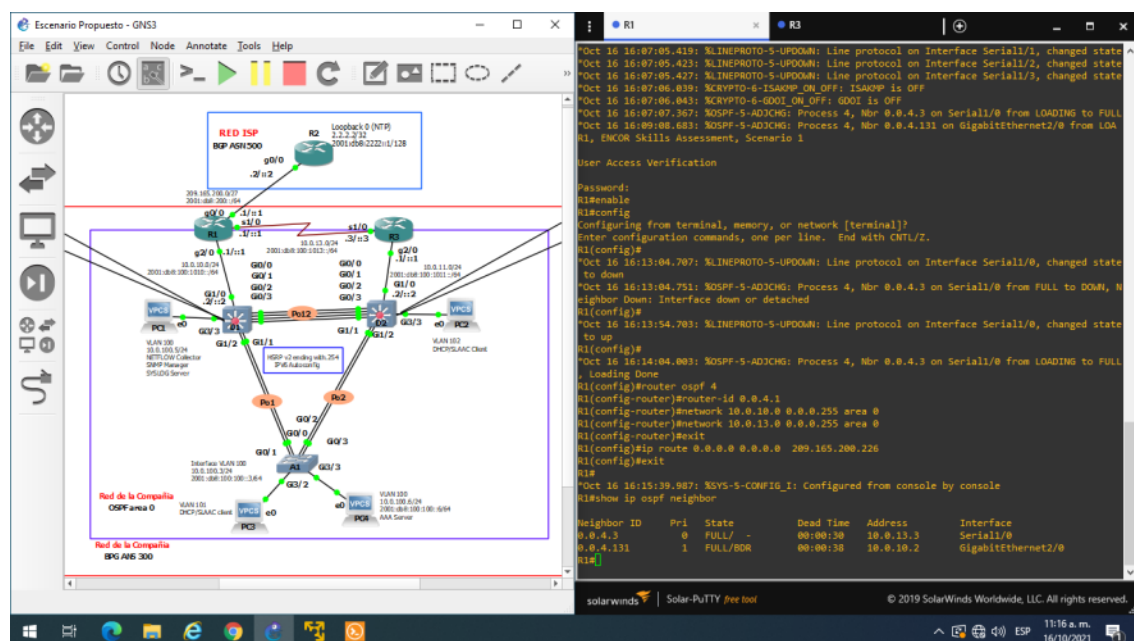 Escenario Propuesto - GNS3
File Edit View Control Node Annotate Tools Help
RED ISP
BGP ASN500
R2
Loopback 0 (NTP)
2.2.2.2/32
2001:db8:2222::1/128
g0/0
.2/::2
209.165.200.0/27
2001:db8:200::/64
g0/0 .1/::1
s1/0
R1
.1/::1
s1/0
10.0.13.0/24
.3/::3
2001:db8:100:1013::/64
R3
g2/0 .1/::1
10.0.10.0/24
2001:db8:100:1010::/64
g2/0
.1/::1
10.0.11.0/24
2001:db8:100:1011::/64
Gi0/0
Gi0/1
Gi0/2
Gi0/3
Gi0/0
Gi0/1
Gi0/2
Gi0/3
Gi1/0
.2/::2
Gi1/0
.2/::2
VPCS
PC1
e0
Gi3/3
D1
Po12
D2
Gi3/3
e0
VPCS
PC2
Gi1/2
Gi1/1
Gi1/1
Gi1/2
VLAN 100
10.0.100.5/24
NETFLOW Collector
SNMP Manager
SYSLOG Server
VLAN 102
DHCP/SLAAC Client
HSRP v2 ending with .254
IPV6 Autoconfig
Po1
Po2
G0/2
G0/0
G0/1
G0/3
Interface VLAN 100
10.0.100.3/24
2001:db8:100:100::3/64
A1
G3/3
G3/2
Red de la Compañia
OSPF area 0
VLAN 101
DHCP/SLAAC client
VPCS
e0
PC3
e0
VPCS
PC4
VLAN 100
10.0.100.6/24
2001:db8:100:100::6/64
AAA Server
Red de la Compañia
BPG ANS 300
R1
R3
*Oct 16 16:07:05.419: %LINEPROTO-5-UPDOWN: Line protocol on Interface Serial1/1, changed state
*Oct 16 16:07:05.423: %LINEPROTO-5-UPDOWN: Line protocol on Interface Serial1/2, changed state
*Oct 16 16:07:05.427: %LINEPROTO-5-UPDOWN: Line protocol on Interface Serial1/3, changed state
*Oct 16 16:07:06.039: %CRYPTO-6-ISAKMP_ON_OFF: ISAKMP is OFF
*Oct 16 16:07:06.043: %CRYPTO-6-GDOI_ON_OFF: GDOI is OFF
*Oct 16 16:07:07.367: %OSPF-5-ADJCHG: Process 4, Nbr 0.0.4.3 on Serial1/0 from LOADING to FULL
*Oct 16 16:09:08.683: %OSPF-5-ADJCHG: Process 4, Nbr 0.0.4.131 on GigabitEthernet2/0 from LOA
R1, ENCOR Skills Assessment, Scenario 1
User Access Verification
Password:
R1#enable
R1#config
Configuring from terminal, memory, or network [terminal]?
Enter configuration commands, one per line. End with CNTL/Z.
R1(config)#
*Oct 16 16:13:04.707: %LINEPROTO-5-UPDOWN: Line protocol on Interface Serial1/0, changed state
to down
*Oct 16 16:13:04.751: %OSPF-5-ADJCHG: Process 4, Nbr 0.0.4.3 on Serial1/0 from FULL to DOWN, N
eighbor Down: Interface down or detached
R1(config)#
*Oct 16 16:13:54.703: %LINEPROTO-5-UPDOWN: Line protocol on Interface Serial1/0, changed state
to up
R1(config)#
*Oct 16 16:14:04.003: %OSPF-5-ADJCHG: Process 4, Nbr 0.0.4.3 on Serial1/0 from LOADING to FULL
, Loading Done
R1(config)#router ospf 4
R1(config-router)#router-id 0.0.4.1
R1(config-router)#network 10.0.10.0 0.0.0.255 area 0
R1(config-router)#network 10.0.13.0 0.0.0.255 area 0
R1(config-router)#exit
R1(config)#ip route 0.0.0.0 0.0.0.0 209.165.200.226
R1(config)#exit
R1#
*Oct 16 16:15:39.987: %SYS-5-CONFIG_I: Configured from console by console
R1#show ip ospf neighbor
Neighbor ID Pri State Dead Time Address Interface
0.0.4.3 0 FULL/ - 00:00:30 10.0.13.3 Serial1/0
0.0.4.131 1 FULL/BDR 00:00:38 10.0.10.2 GigabitEthernet2/0
R1#
solarwinds Solar-PuTTY free tool © 2019 SolarWinds Worldwide, LLC. All rights reserved.
ESP 11:16 a. m.
16/10/2021